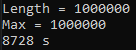 Length = 1000000
Max = 1000000
8728 s